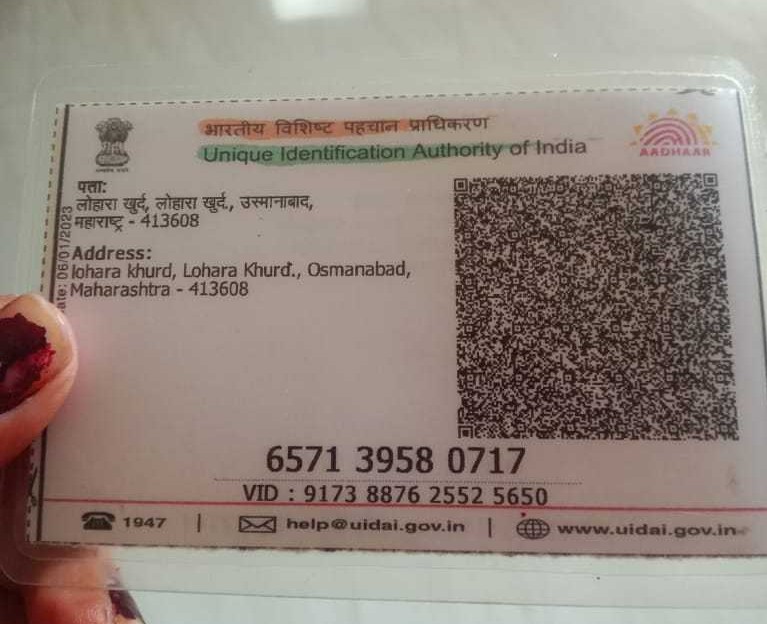 भारतीय विशिष्ट पहचान प्राधिकरण
Unique Identification Authority of India
AADHAAR
पता:
लोहारा खुर्द, लोहारा खुर्द., उस्मानाबाद,
महाराष्ट्र - 413608
Address:
lohara khurd, Lohara Khurd., Osmanabad,
Maharashtra - 413608
ate: 06/01/2023
6571 3958 0717
VID : 9173 8876 2552 5650
1947 | help@uidai.gov.in | www.uidai.gov.in